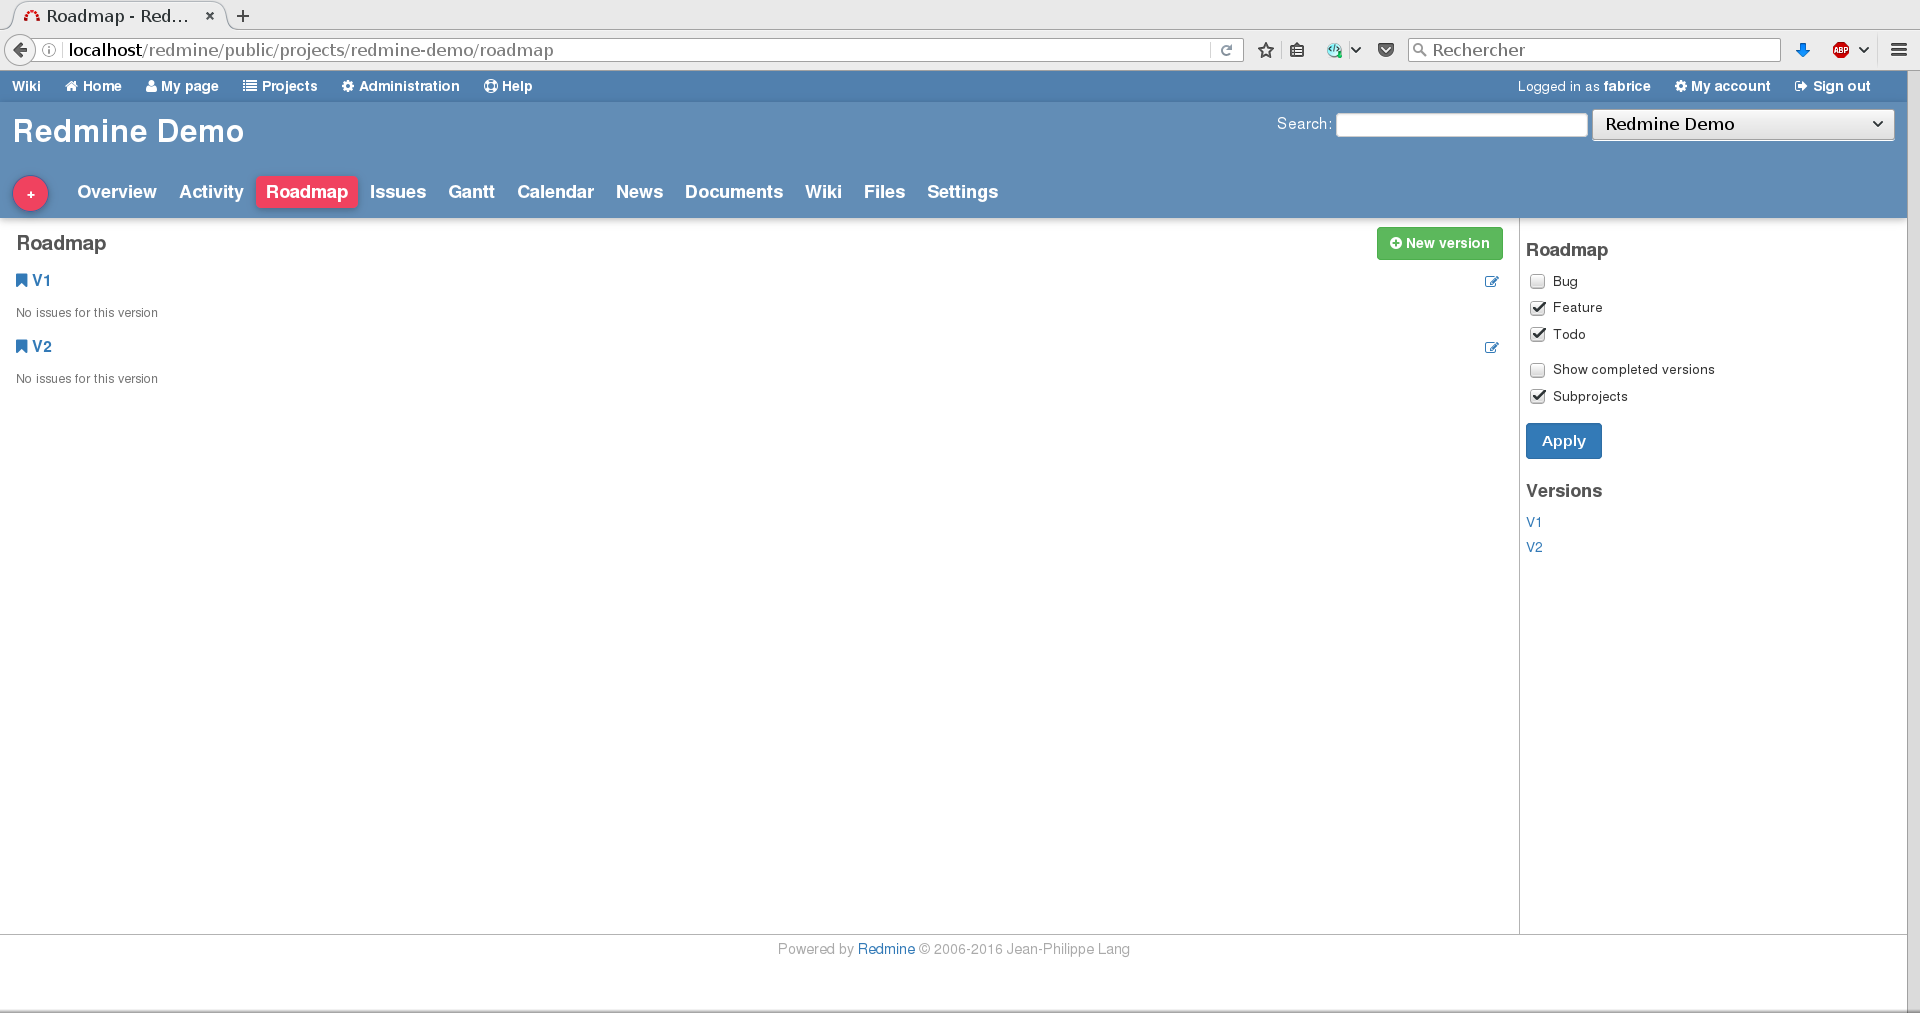 Roadmap - Red...
localhost/redmine/public/projects/redmine-demo/roadmap
ABP
Rechercher
Wiki Home My page Projects Administration Help
Logged in as fabrice My account Sign out
Redmine Demo
Search:
Redmine Demo
+ Overview Activity Roadmap Issues Gantt Calendar News Documents Wiki Files Settings
Roadmap
New version
V1
No issues for this version
V2
No issues for this version
Roadmap
Bug
Feature
Todo
Show completed versions
Subprojects
Apply
Versions
V1
V2
Powered by Redmine © 2006-2016 Jean-Philippe Lang